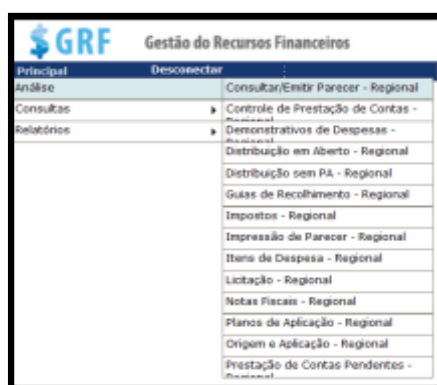 $GRF Gestão do Recursos Financeiros
Principal Desconectar
Análise Consultar/Emitir Parecer - Regional
Consultas Controle de Prestação de Contas -
Regional
Relatórios Demonstrativos de Despesas -
Regional
Distribuição em Aberto - Regional
Distribuição sem PA - Regional
Guias de Recolhimento - Regional
Impostos - Regional
Impressão de Parecer - Regional
Itens de Despesa - Regional
Licitação - Regional
Notas Fiscais - Regional
Planos de Aplicação - Regional
Origem e Aplicação - Regional
Prestação de Contas Pendentes -